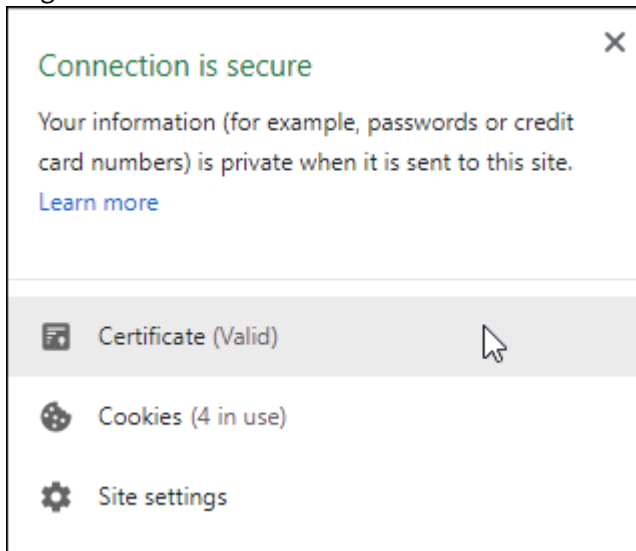 Connection is secure
Your information (for example, passwords or credit
card numbers) is private when it is sent to this site.
Learn more
Certificate (Valid)
Cookies (4 in use)
Site settings